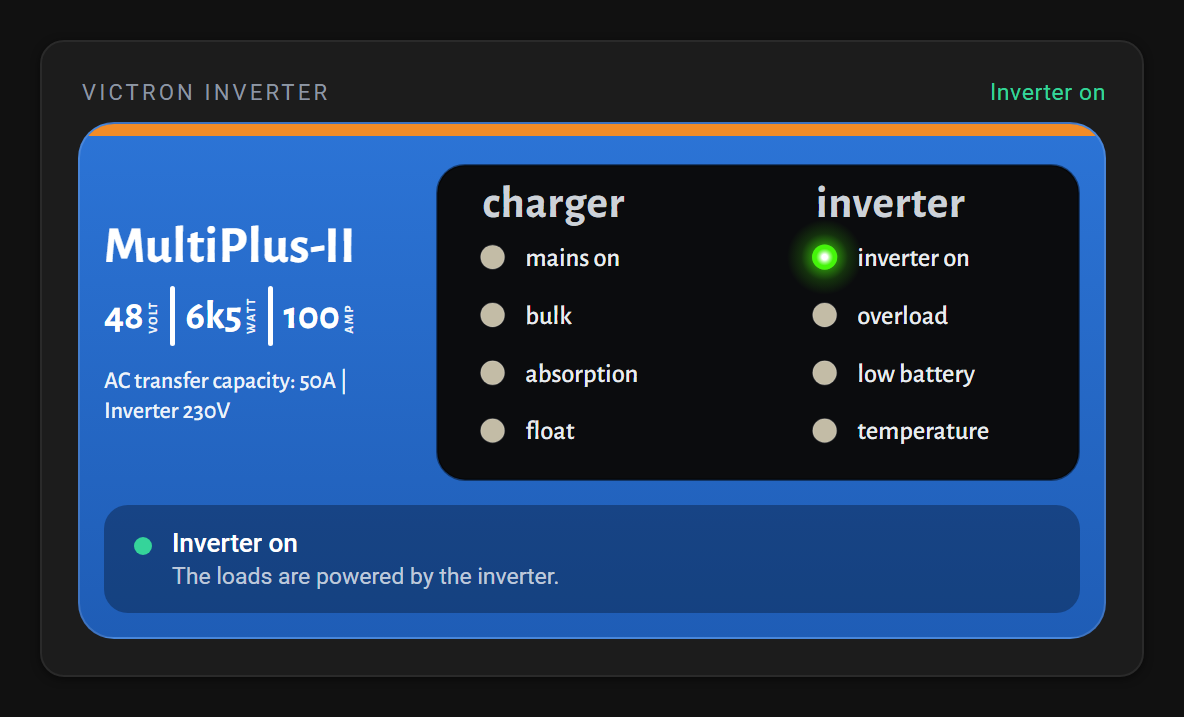 VICTRON INVERTER
Inverter on
MultiPlus-II
48 VOLT | 6k5 WATT | 100 AMP
AC transfer capacity: 50A |
Inverter 230V
charger
mains on
bulk
absorption
float
inverter
inverter on
overload
low battery
temperature
Inverter on
The loads are powered by the inverter.